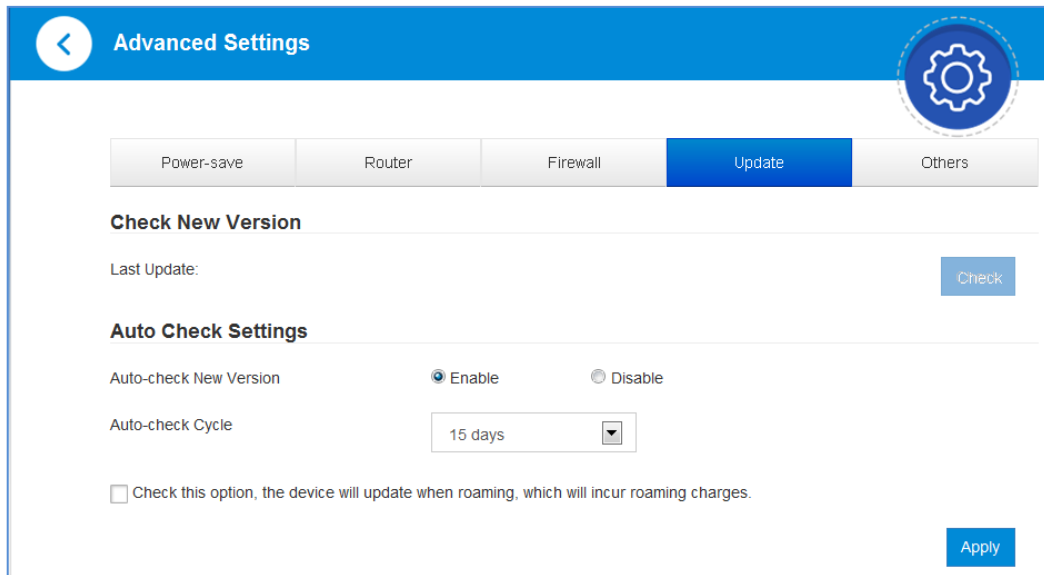 Advanced Settings
Power-save Router Firewall Update Others
Check New Version
Last Update: Check
Auto Check Settings
Auto-check New Version Enable Disable
Auto-check Cycle 15 days
Check this option, the device will update when roaming, which will incur roaming charges.
Apply